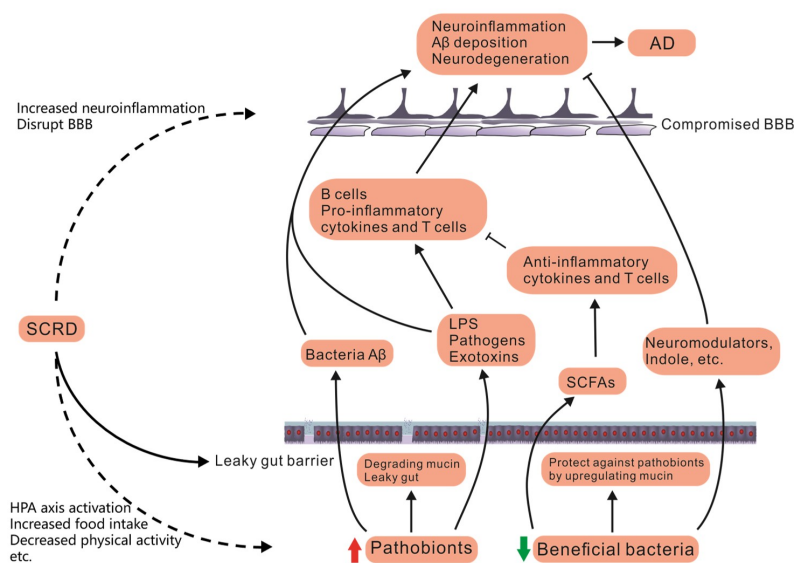 Neuroinflammation
Aβ deposition
Neurodegeneration
AD
Increased neuroinflammation
Disrupt BBB
Compromised BBB
B cells
Pro-inflammatory
cytokines and T cells
Anti-inflammatory
cytokines and T cells
SCRD
LPS
Pathogens
Exotoxins
Bacteria Aβ
Neuromodulators,
Indole, etc.
SCFAs
Leaky gut barrier
Degrading mucin
Leaky gut
Protect against pathobionts
by upregulating mucin
HPA axis activation
Increased food intake
Decreased physical activity
etc.
Pathobionts
Beneficial bacteria